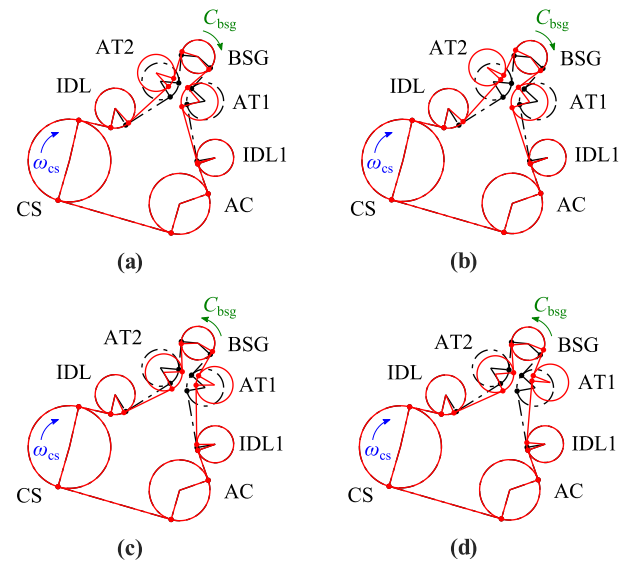 C_bsg
AT2
BSG
IDL
AT1
ω_cs
IDL1
CS
AC
(a)
C_bsg
AT2
BSG
IDL
AT1
ω_cs
IDL1
CS
AC
(b)
C_bsg
AT2
BSG
IDL
AT1
ω_cs
IDL1
CS
AC
(c)
C_bsg
AT2
BSG
IDL
AT1
ω_cs
IDL1
CS
AC
(d)